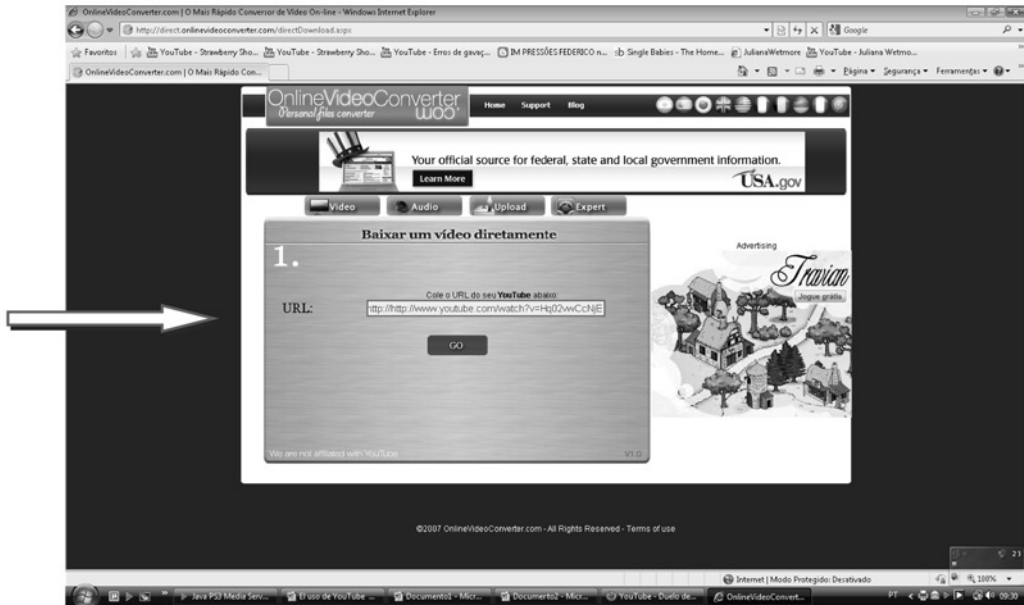 OnlineVideoConverter.com | O Mais Rápido Conversor de Vídeo On-line - Windows Internet Explorer
http://direct.onlinevideoconverter.com/directDownload.aspx
Google
Favoritos YouTube - Strawberry Sho... YouTube - Strawberry Sho... YouTube - Erros de gavaç... IM PRESSÕES FEDERICO n... Single Babies - The Home... JulianaWetmore YouTube - Juliana Wetmo...
OnlineVideoConverter.com | O Mais Rápido Con...
Página Segurança Ferramentas
OnlineVideoConverter
.COM
Personal files converter
Home Support Blog
Your official source for federal, state and local government information.
Learn More
USA.gov
Video Audio Upload Expert
Baixar um vídeo diretamente
1.
Cole o URL do seu YouTube abaixo:
URL:
http://http://www.youtube.com/watch?v=Hq02vwCcNjE
GO
We are not affiliated with YouTube
V1.0
Advertising
Travian
Jogue grátis
©2007 OnlineVideoConverter.com - All Rights Reserved - Terms of use
23
Internet | Modo Protegido: Desativado
100%
Java PS3 Media Serv... El uso de YouTube ... Documento1 - Micr... Documento2 - Micr... YouTube - Duelo de... OnlineVideoConvert...
PT
09:30